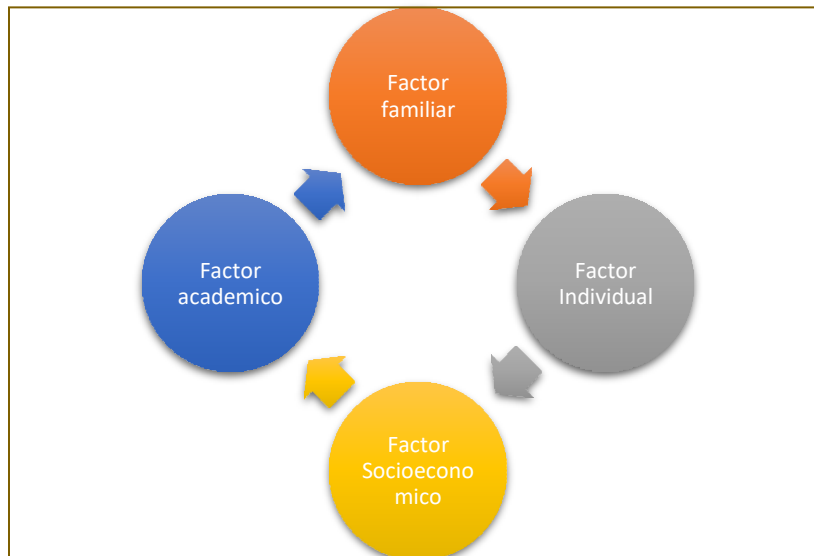 Factor
familiar
Factor
Individual
Factor
Socioecono
mico
Factor
academico